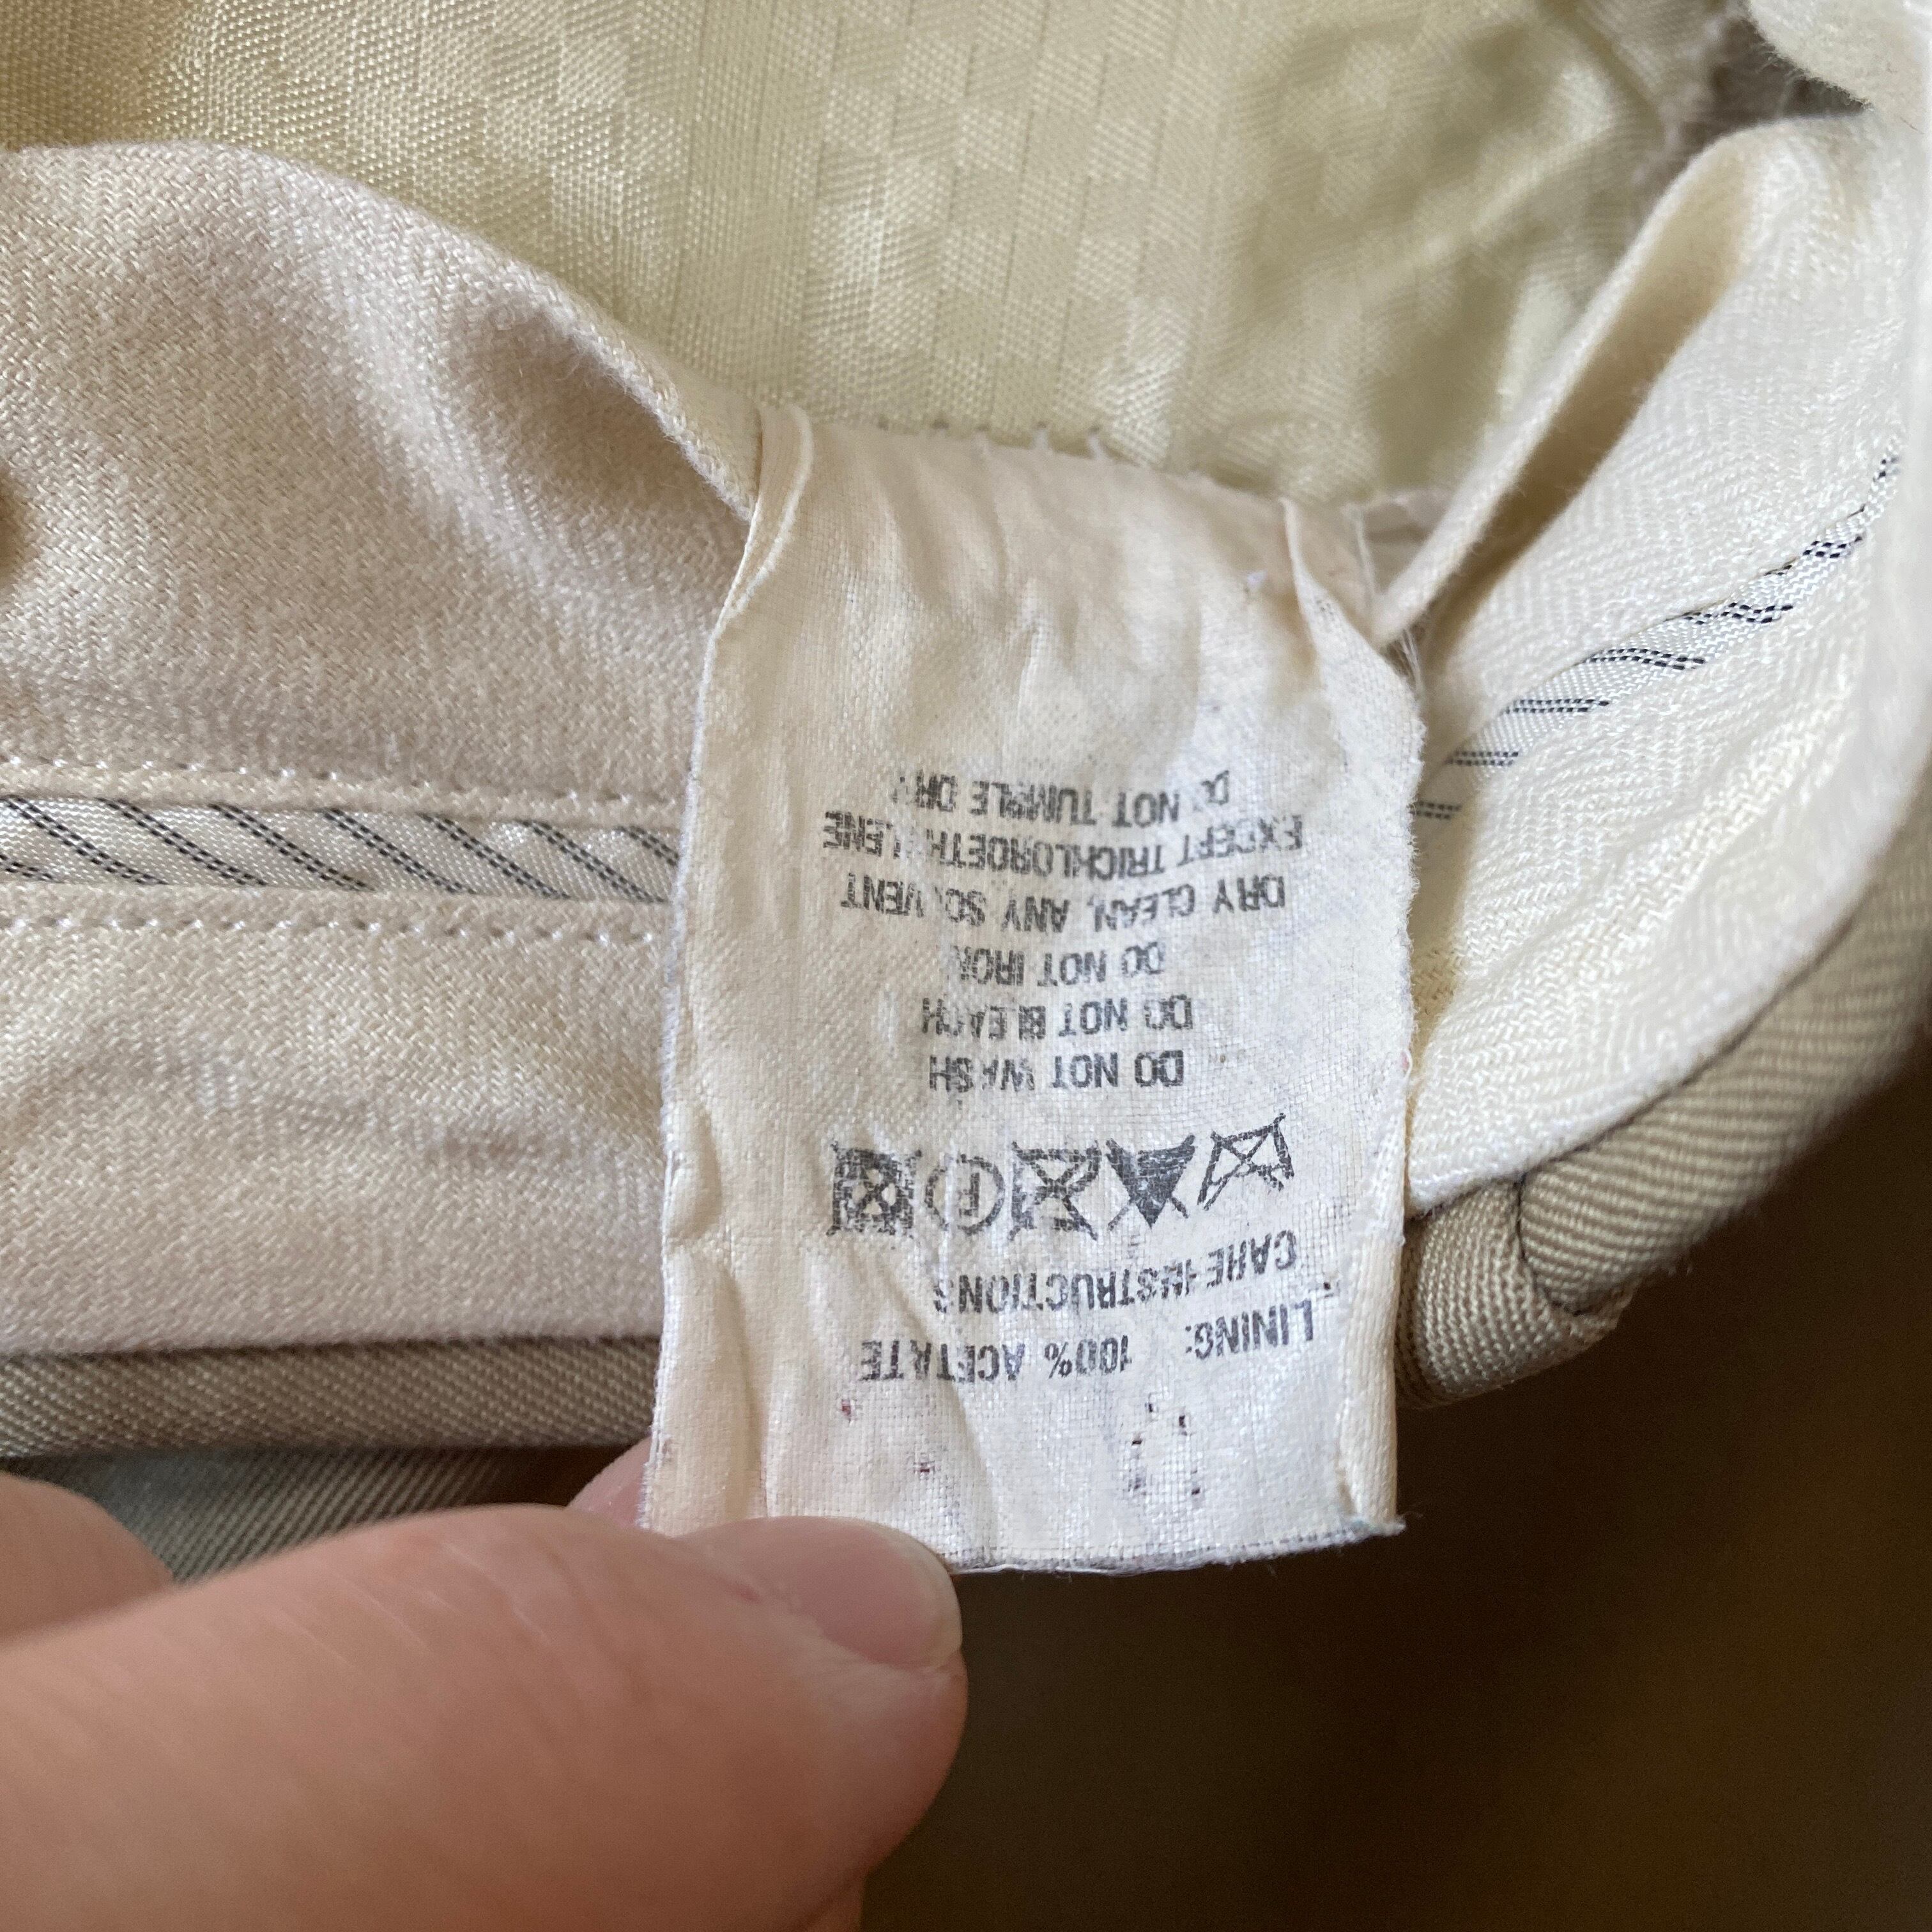 LINING: 100% ACETATE
CARE INSTRUCTIONS
F
DO NOT WASH
DO NOT BLEACH
DO NOT IRON
DRY CLEAN, ANY SOLVENT
EXCEPT TRICHLOROETHYLENE
DO NOT TUMBLE DRY